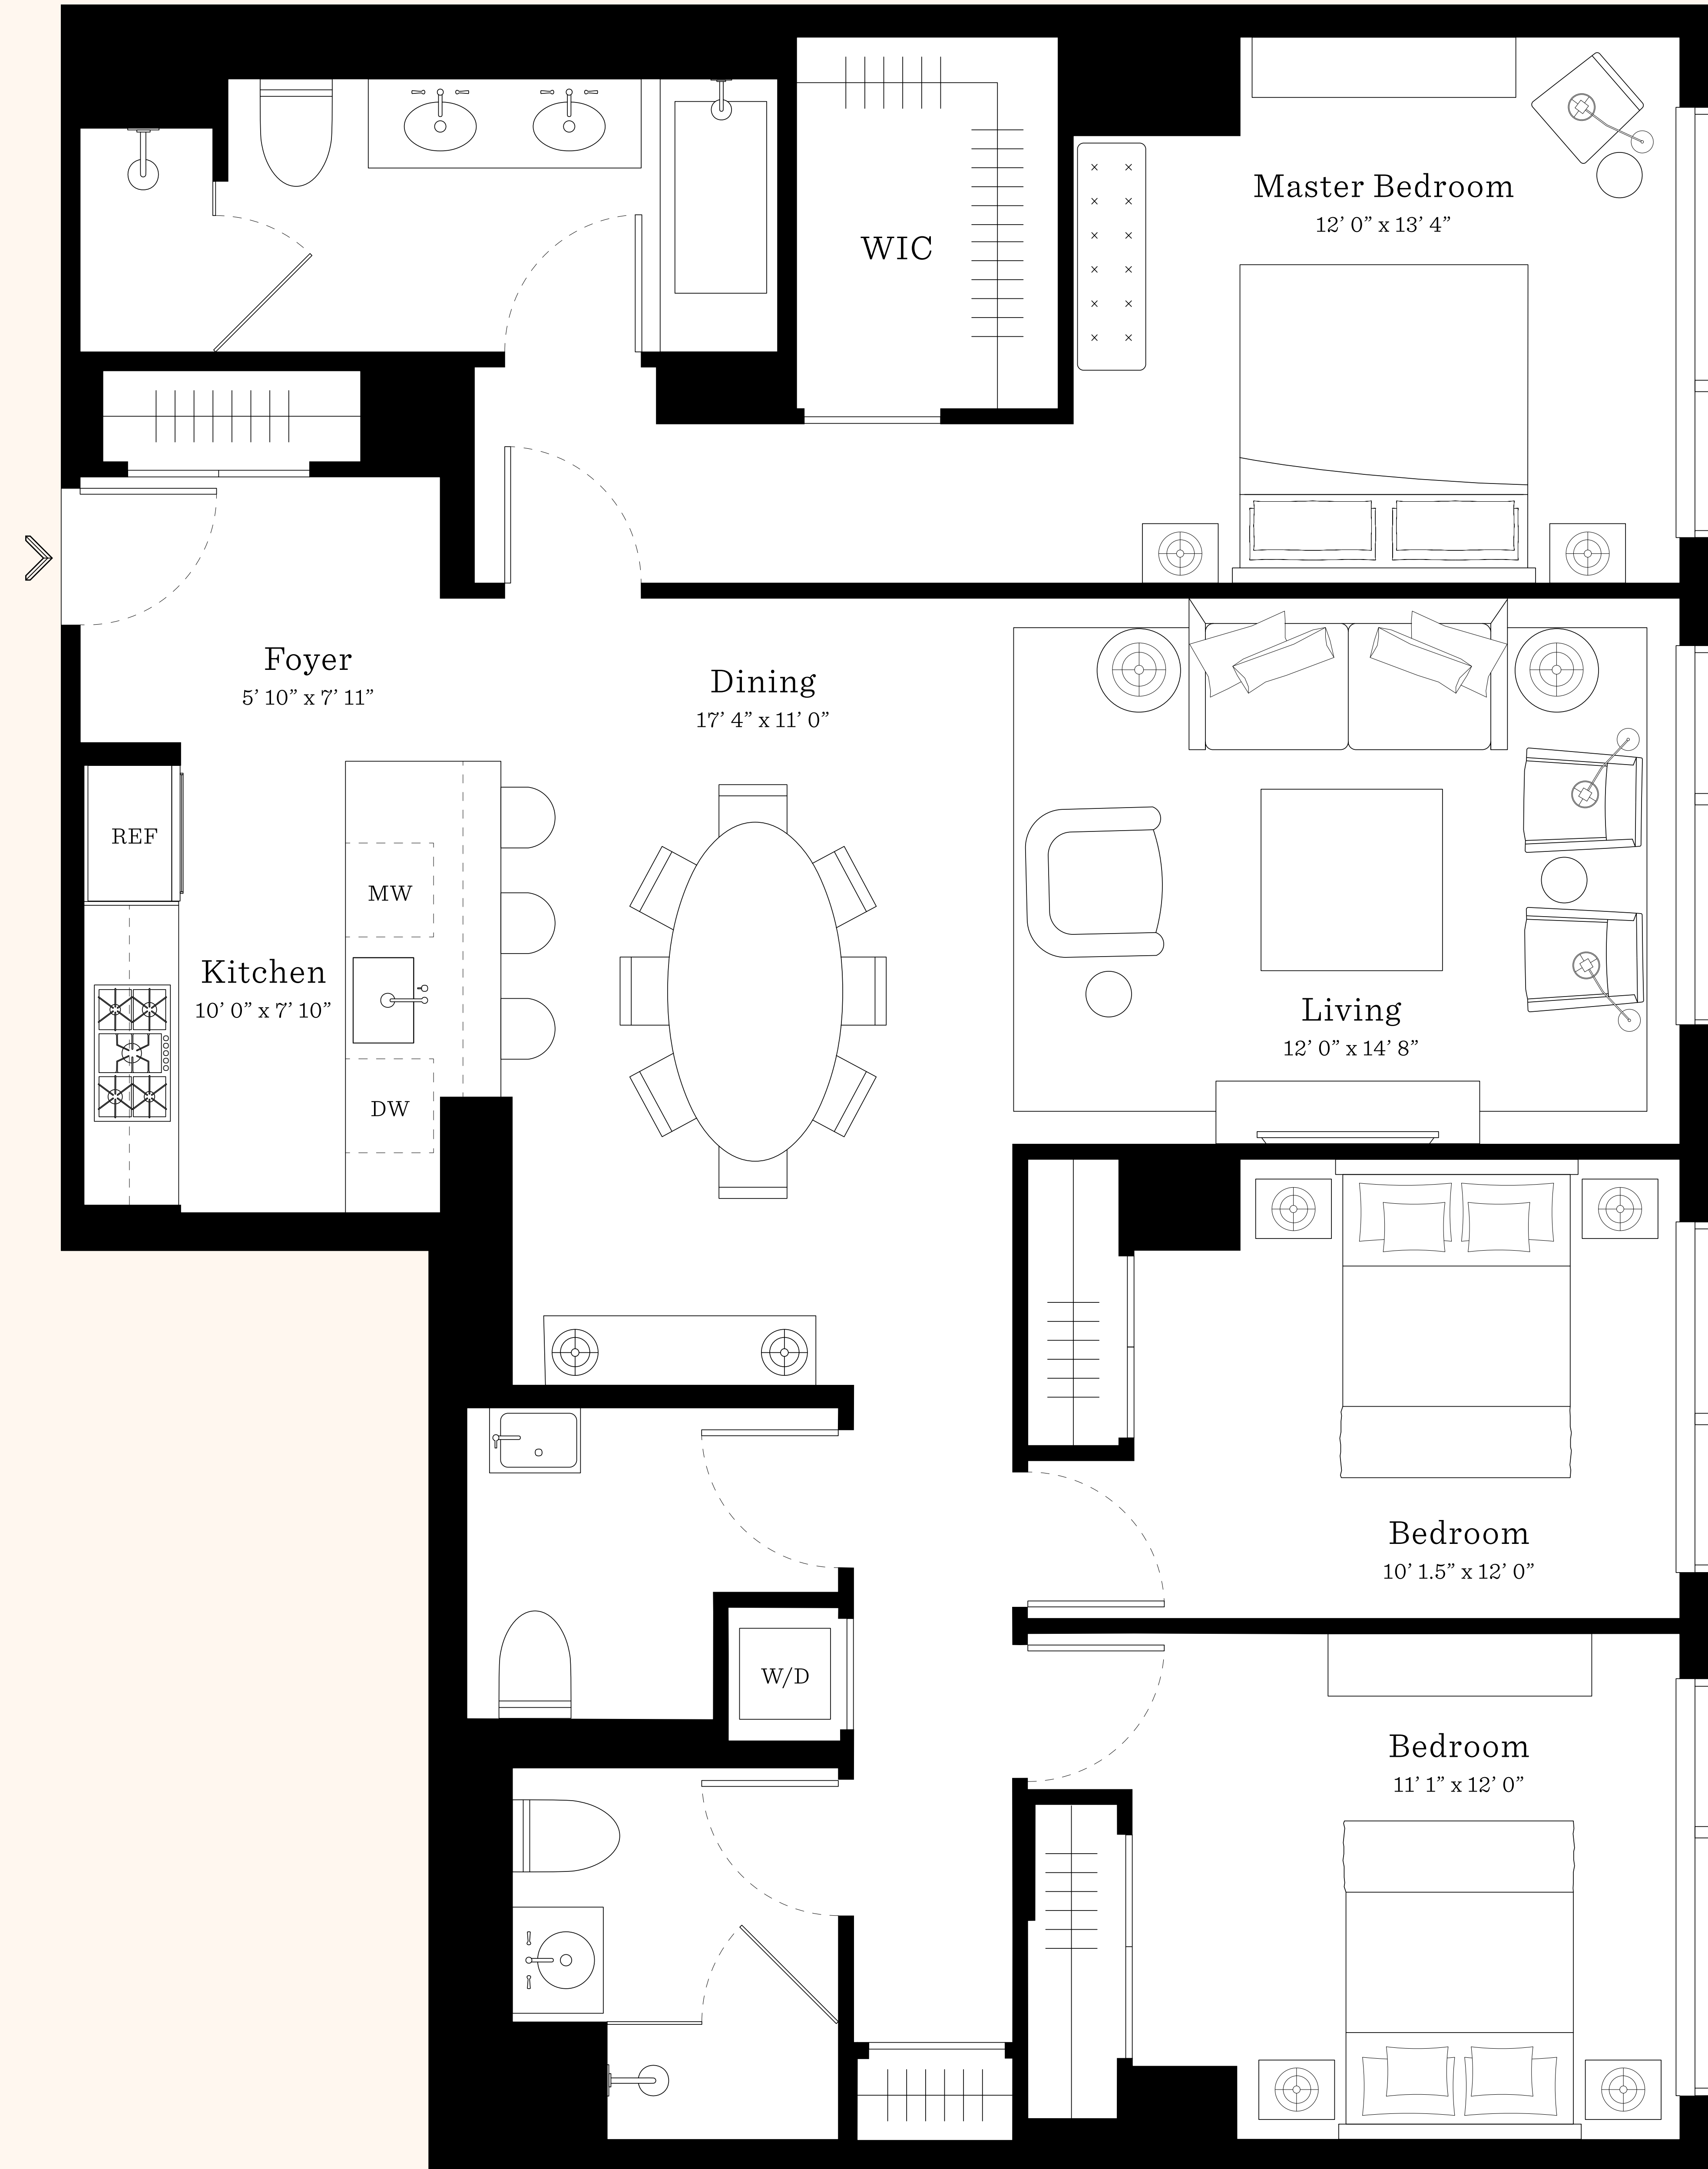 Master Bedroom
12’ 0” x 13’ 4”
WIC
Foyer
5’ 10” x 7’ 11”
Dining
17’ 4” x 11’ 0”
REF
MW
Kitchen
10’ 0” x 7’ 10”
Living
12’ 0” x 14’ 8”
DW
Bedroom
10’ 1.5” x 12’ 0”
W/D
Bedroom
11’ 1” x 12’ 0”